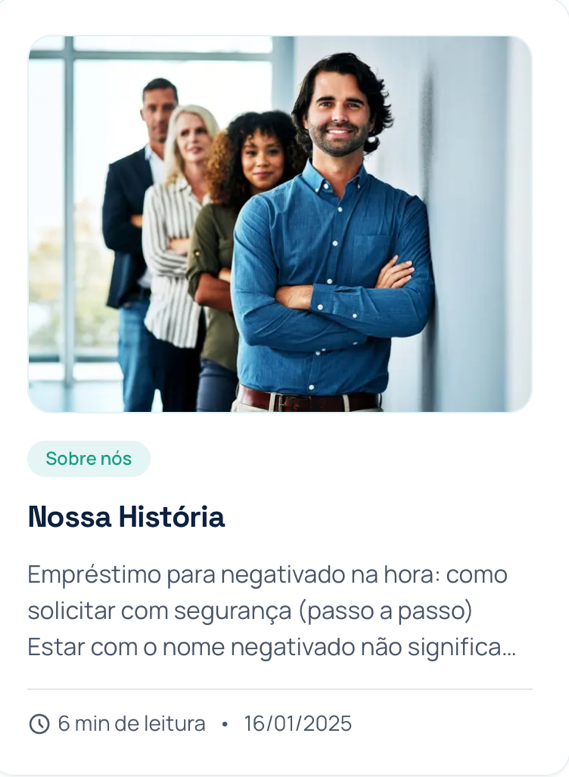 Sobre nós
Nossa História
Empréstimo para negativado na hora: como
solicitar com segurança (passo a passo)
Estar com o nome negativado não significa...
6 min de leitura • 16/01/2025